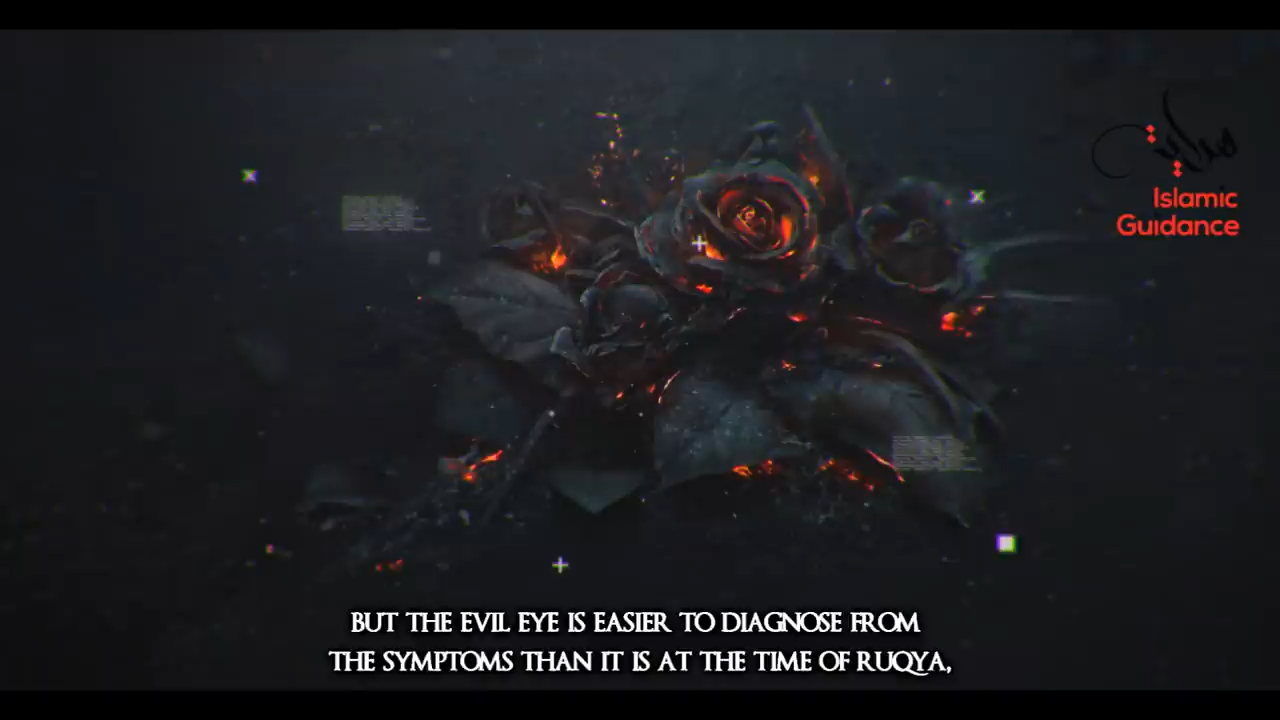 Islamic
Guidance
BUT THE EVIL EYE IS EASIER TO DIAGNOSE FROM
THE SYMPTOMS THAN IT IS AT THE TIME OF RUQYA,